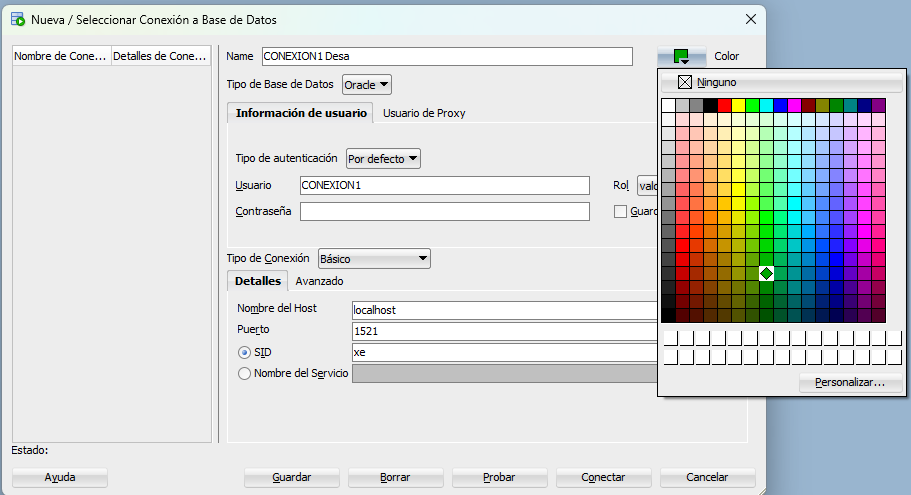 Nueva / Seleccionar Conexión a Base de Datos
Nombre de Cone... Detalles de Cone...
Name CONEXION1 Desa Color
Tipo de Base de Datos Oracle
Ninguno
Información de usuario Usuario de Proxy
Tipo de autenticación Por defecto
Usuario CONEXION1 Rol
Contraseña
Tipo de Conexión Básico
Detalles Avanzado
Nombre del Host localhost
Puerto 1521
SID xe
Nombre del Servicio
Personalizar...
Estado:
Ayuda Guardar Borrar Probar Conectar Cancelar